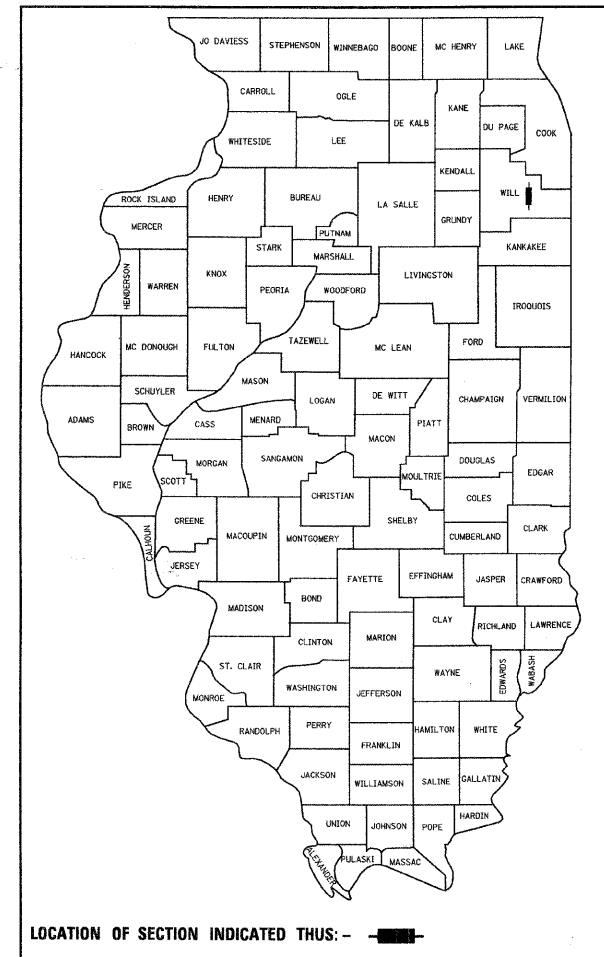 JO DAVIESS
STEPHENSON
WINNEBAGO
BOONE
MC HENRY
LAKE
CARROLL
OGLE
DE KALB
KANE
DU PAGE
COOK
WHITESIDE
LEE
KENDALL
WILL
ROCK ISLAND
HENRY
BUREAU
LA SALLE
GRUNDY
MERCER
PUTNAM
KANKAKEE
STARK
MARSHALL
HENDERSON
WARREN
KNOX
PEORIA
WOODFORD
LIVINGSTON
IROQUOIS
HANCOCK
MC DONOUGH
FULTON
TAZEWELL
MC LEAN
FORD
MASON
SCHUYLER
LOGAN
DE WITT
CHAMPAIGN
VERMILION
ADAMS
BROWN
CASS
MENARD
MACON
PIATT
PIKE
SCOTT
MORGAN
SANGAMON
MOULTRIE
DOUGLAS
EDGAR
CHRISTIAN
COLES
CALHOUN
GREENE
MACOUPIN
MONTGOMERY
SHELBY
CUMBERLAND
CLARK
JERSEY
FAYETTE
EFFINGHAM
JASPER
CRAWFORD
MADISON
BOND
CLAY
RICHLAND
LAWRENCE
CLINTON
MARION
ST. CLAIR
WAYNE
EDWARDS
WABASH
MONROE
WASHINGTON
JEFFERSON
RANDOLPH
PERRY
HAMILTON
WHITE
FRANKLIN
JACKSON
WILLIAMSON
SALINE
GALLATIN
UNION
JOHNSON
POPE
HARDIN
ALEXANDER
PULASKI
MASSAC
LOCATION OF SECTION INDICATED THUS: -